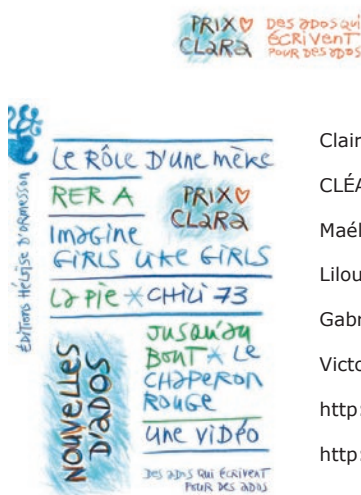 PRIX
CLARA
Des ados qui
ÉCRIVENT
POUR DES ADOS
ÉDITIONS HÉLOÏSE D'ORMESSON
Le RÔLE D'UNE MÈRE
RER A
PRIX
CLARA
IMAGINE
GIRLS LIKE GIRLS
La PIE * CHILI 73
JUSQU'AU
BOUT * Le
CHAPERON
ROUGE
UNE VIDÉO
NOUVELLES
D'ADOS
DES ADOS QUI ÉCRIVENT
POUR DES ADOS
Clair
CLÉA
Maél
Lilou
Gabr
Victo
http:
http: